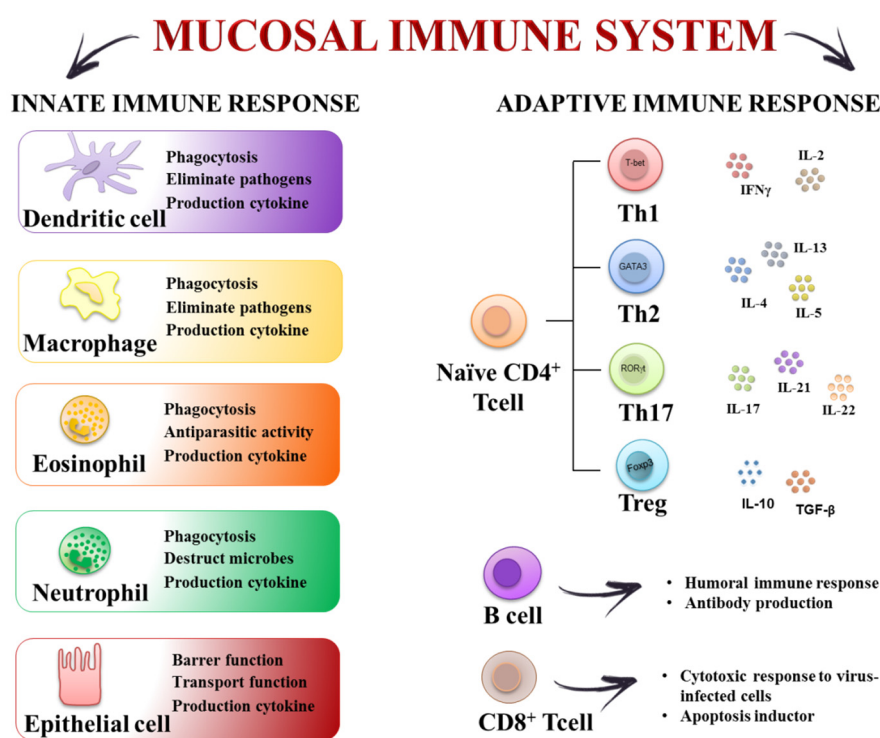 MUCOSAL IMMUNE SYSTEM
INNATE IMMUNE RESPONSE
Phagocytosis
Eliminate pathogens
Production cytokine
Dendritic cell
Phagocytosis
Eliminate pathogens
Production cytokine
Macrophage
Phagocytosis
Antiparasitic activity
Production cytokine
Eosinophil
Phagocytosis
Destruct microbes
Production cytokine
Neutrophil
Barrer function
Transport function
Production cytokine
Epithelial cell
ADAPTIVE IMMUNE RESPONSE
Naïve CD4⁺
Tcell
T-bet
Th1
IFNγ
IL-2
GATA3
Th2
IL-4
IL-13
IL-5
RORγt
Th17
IL-17
IL-21
IL-22
Foxp3
Treg
IL-10
TGF-β
B cell
• Humoral immune response
• Antibody production
CD8⁺ Tcell
• Cytotoxic response to virus-
infected cells
• Apoptosis inductor